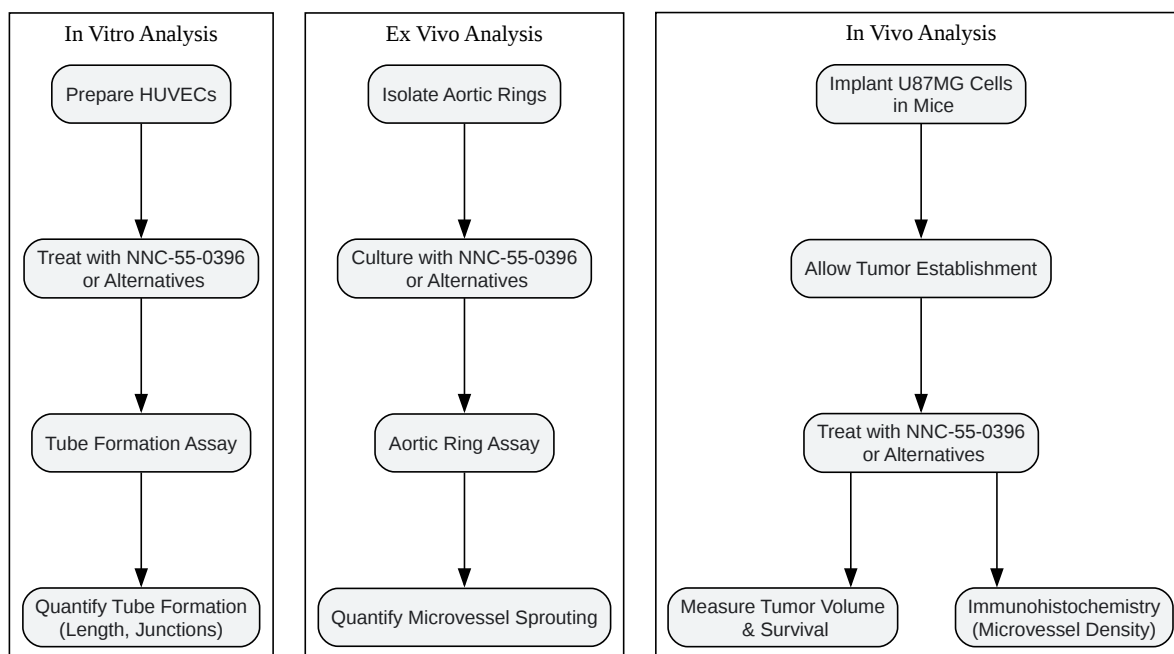 In Vitro Analysis
Prepare HUVECs
Treat with NNC-55-0396
or Alternatives
Tube Formation Assay
Quantify Tube Formation
(Length, Junctions)
Ex Vivo Analysis
Isolate Aortic Rings
Culture with NNC-55-0396
or Alternatives
Aortic Ring Assay
Quantify Microvessel Sprouting
In Vivo Analysis
Implant U87MG Cells
in Mice
Allow Tumor Establishment
Treat with NNC-55-0396
or Alternatives
Measure Tumor Volume
& Survival
Immunohistochemistry
(Microvessel Density)